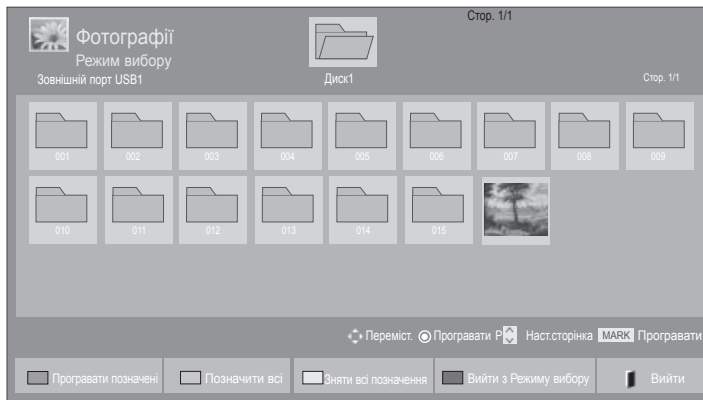 Стор. 1/1
Фотографії
Режим вибору
Зовнішній порт USB1
Диск1
Стор. 1/1
001 002 003 004 005 006 007 008 009
010 011 012 013 014 015
Переміст. Програвати P Наст.сторінка MARK Програвати
Програвати позначені Позначити всі Зняти всі позначення Вийти з Режиму вибору Вийти